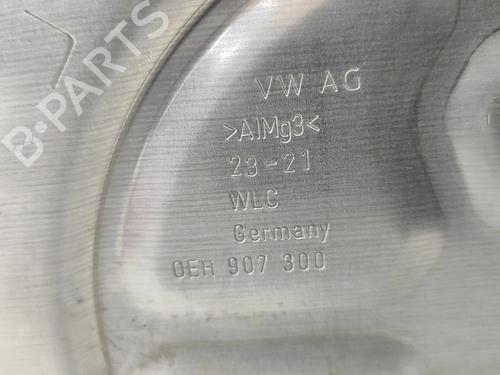 B-PARTS
VW AG
>AlMg3<
23-21
WLC
Germany
0EH 907 300